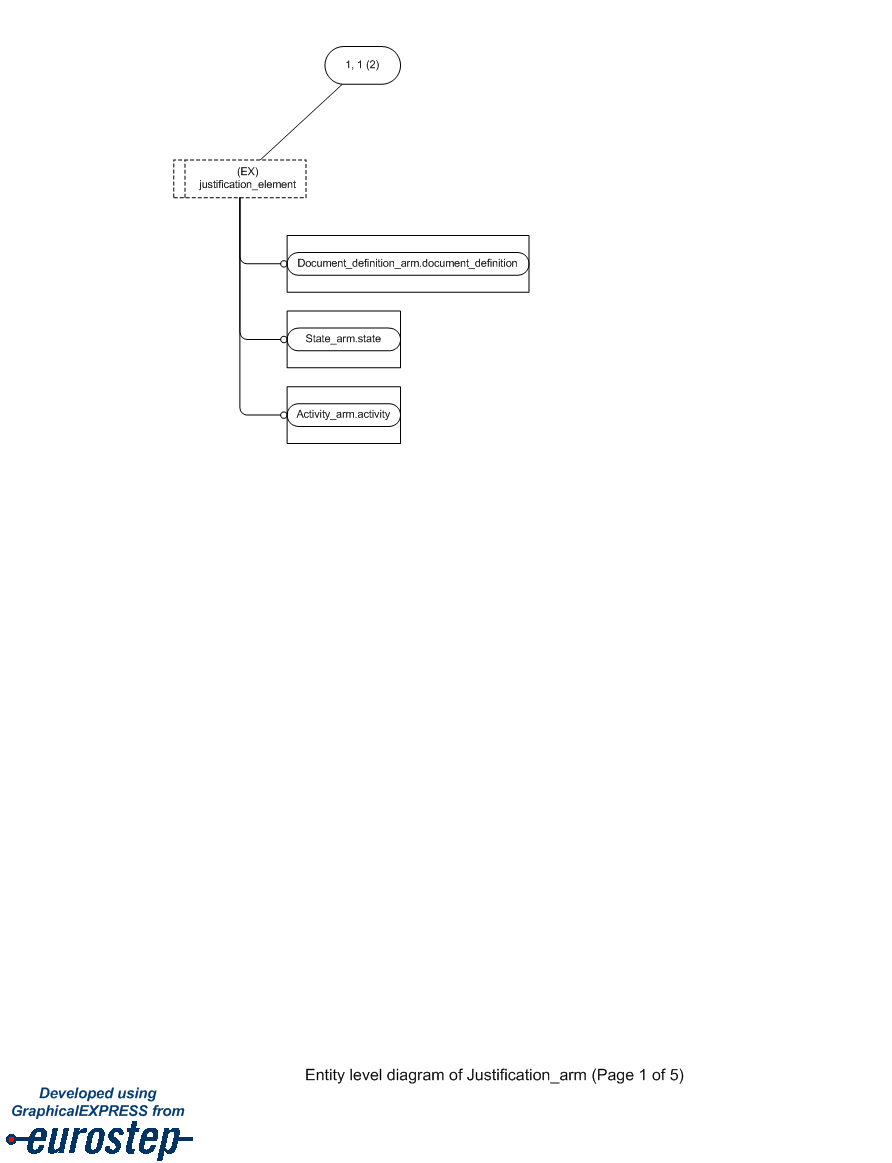 1, 1 (2)
(EX)
justification_element
Document_definition_arm.document_definition
State_arm.state
Activity_arm.activity
Entity level diagram of Justification_arm (Page 1 of 5)
Developed using
GraphicalEXPRESS from
eurostep